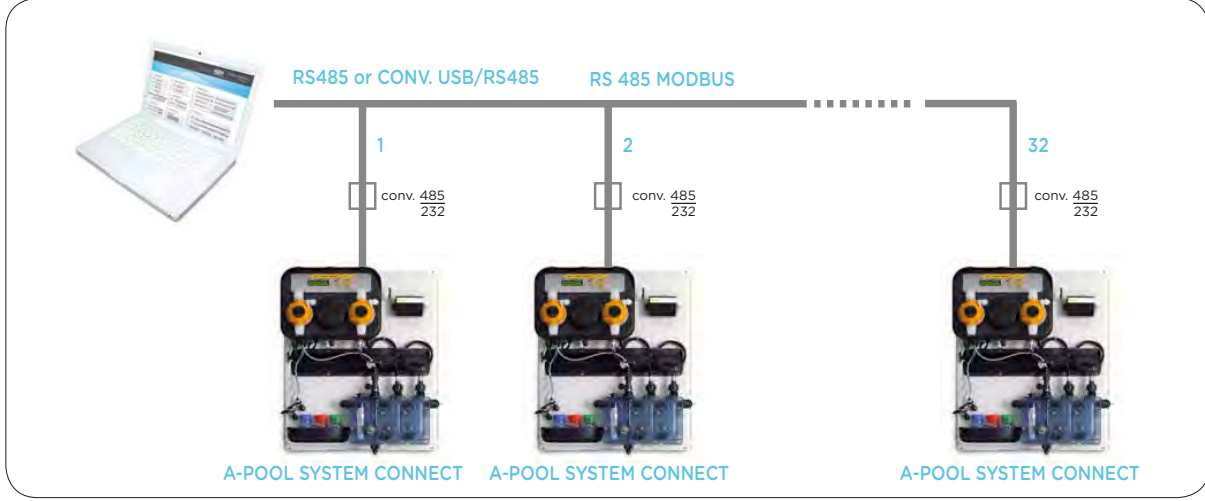 RS485 or CONV. USB/RS485
RS 485 MODBUS
1
2
32
conv. 485
232
conv. 485
232
conv. 485
232
A-POOL SYSTEM CONNECT
A-POOL SYSTEM CONNECT
A-POOL SYSTEM CONNECT